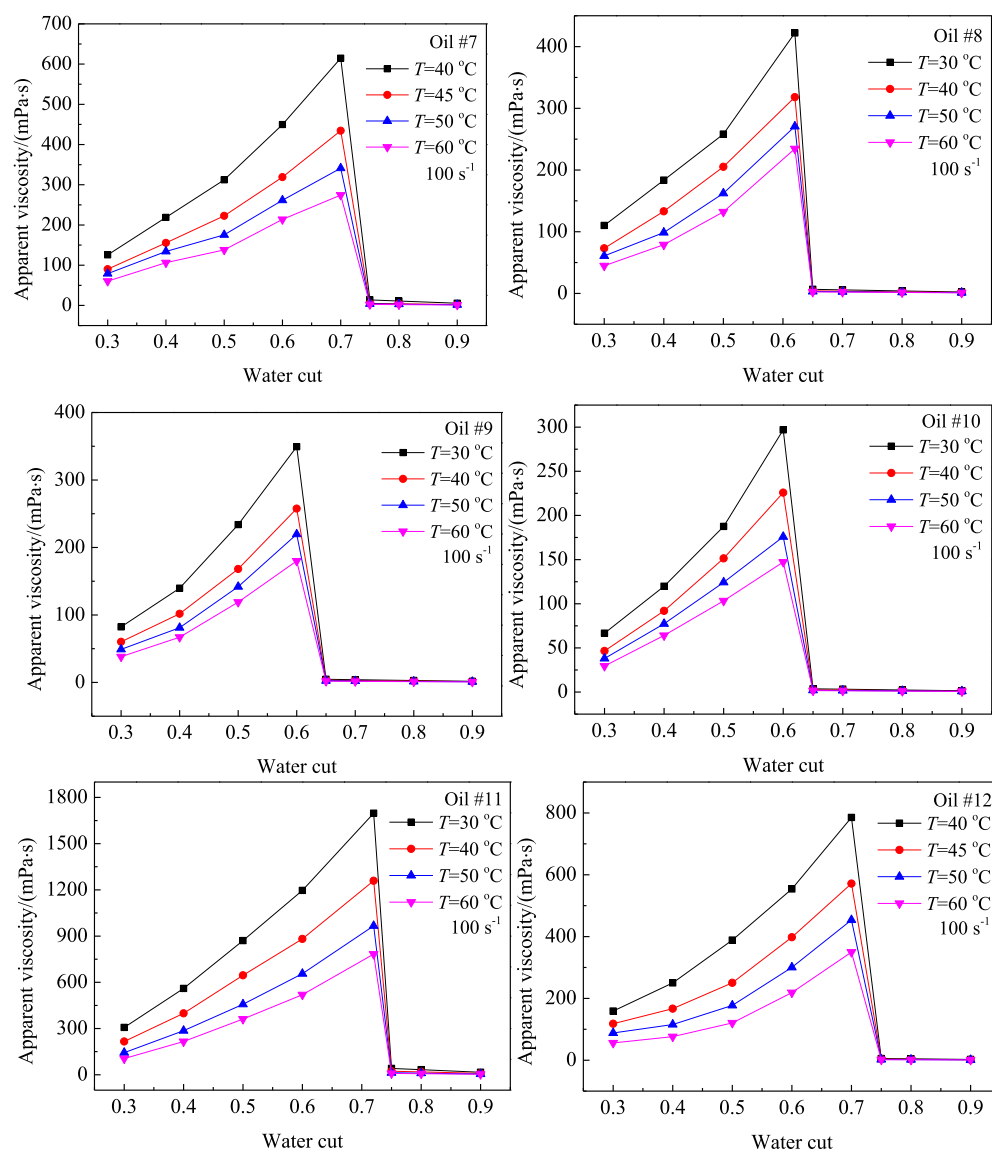 Oil #7
T=40 °C
T=45 °C
T=50 °C
T=60 °C
100 s⁻¹
700
600
500
400
300
200
100
0
Apparent viscosity/(mPa·s)
0.3 0.4 0.5 0.6 0.7 0.8 0.9
Water cut
Oil #8
T=30 °C
T=40 °C
T=50 °C
T=60 °C
100 s⁻¹
400
300
200
100
0
Apparent viscosity/(mPa·s)
0.3 0.4 0.5 0.6 0.7 0.8 0.9
Water cut
Oil #9
T=30 °C
T=40 °C
T=50 °C
T=60 °C
100 s⁻¹
400
300
200
100
0
Apparent viscosity/(mPa·s)
0.3 0.4 0.5 0.6 0.7 0.8 0.9
Water cut
Oil #10
T=30 °C
T=40 °C
T=50 °C
T=60 °C
100 s⁻¹
300
250
200
150
100
50
0
Apparent viscosity/(mPa·s)
0.3 0.4 0.5 0.6 0.7 0.8 0.9
Water cut
Oil #11
T=30 °C
T=40 °C
T=50 °C
T=60 °C
100 s⁻¹
1800
1500
1200
900
600
300
0
Apparent viscosity/(mPa·s)
0.3 0.4 0.5 0.6 0.7 0.8 0.9
Water cut
Oil #12
T=40 °C
T=45 °C
T=50 °C
T=60 °C
100 s⁻¹
800
600
400
200
0
Apparent viscosity/(mPa·s)
0.3 0.4 0.5 0.6 0.7 0.8 0.9
Water cut